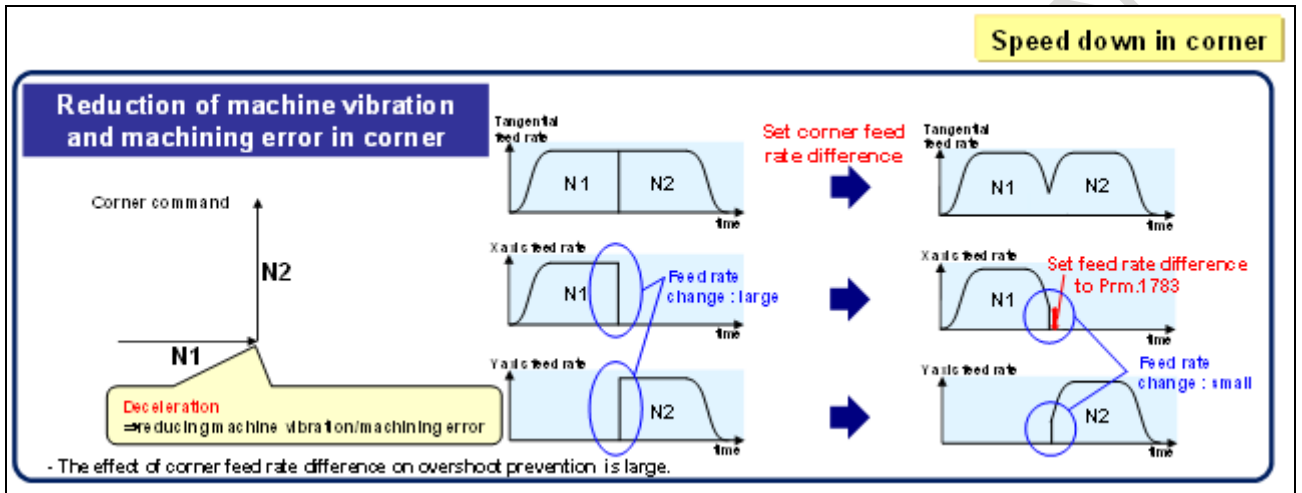 Speed down in corner
Reduction of machine vibration
and machining error in corner
Corner command
N2
N1
Deceleration
⇒reducing machine vibration/machining error
Tangential
feed rate
N1
N2
time
X axis feed rate
N1
time
Feed rate
change : large
Y axis feed rate
N2
time
Set corner feed
rate difference
Tangential
feed rate
N1
N2
time
X axis feed rate
N1
Set feed rate difference
to Prm.1783
time
Y axis feed rate
N2
time
Feed rate
change : small
- The effect of corner feed rate difference on overshoot prevention is large.